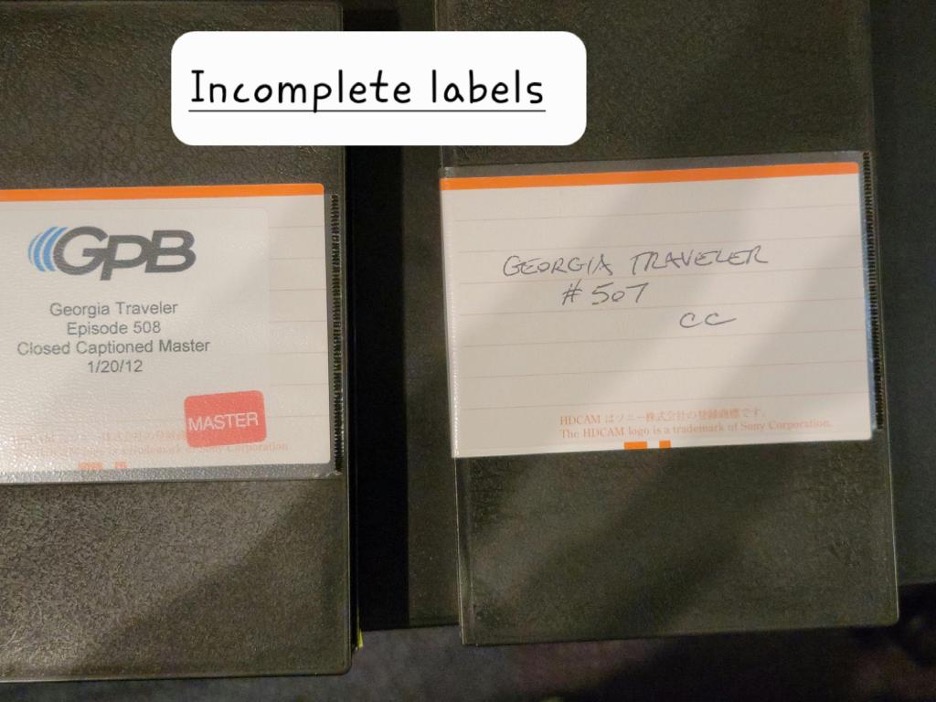 Incomplete labels
GPB
Georgia Traveler
Episode 508
Closed Captioned Master
1/20/12
MASTER
GEORGIA TRAVELER
# 507
CC
HDCAM はソニー株式会社の登録商標です。
The HDCAM logo is a trademark of Sony Corporation.